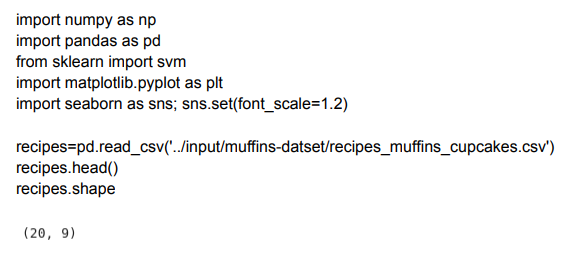 import numpy as np
import pandas as pd
from sklearn import svm
import matplotlib.pyplot as plt
import seaborn as sns; sns.set(font_scale=1.2)
recipes=pd.read_csv('../input/muffins-datset/recipes_muffins_cupcakes.csv')
recipes.head()
recipes.shape
(20, 9)